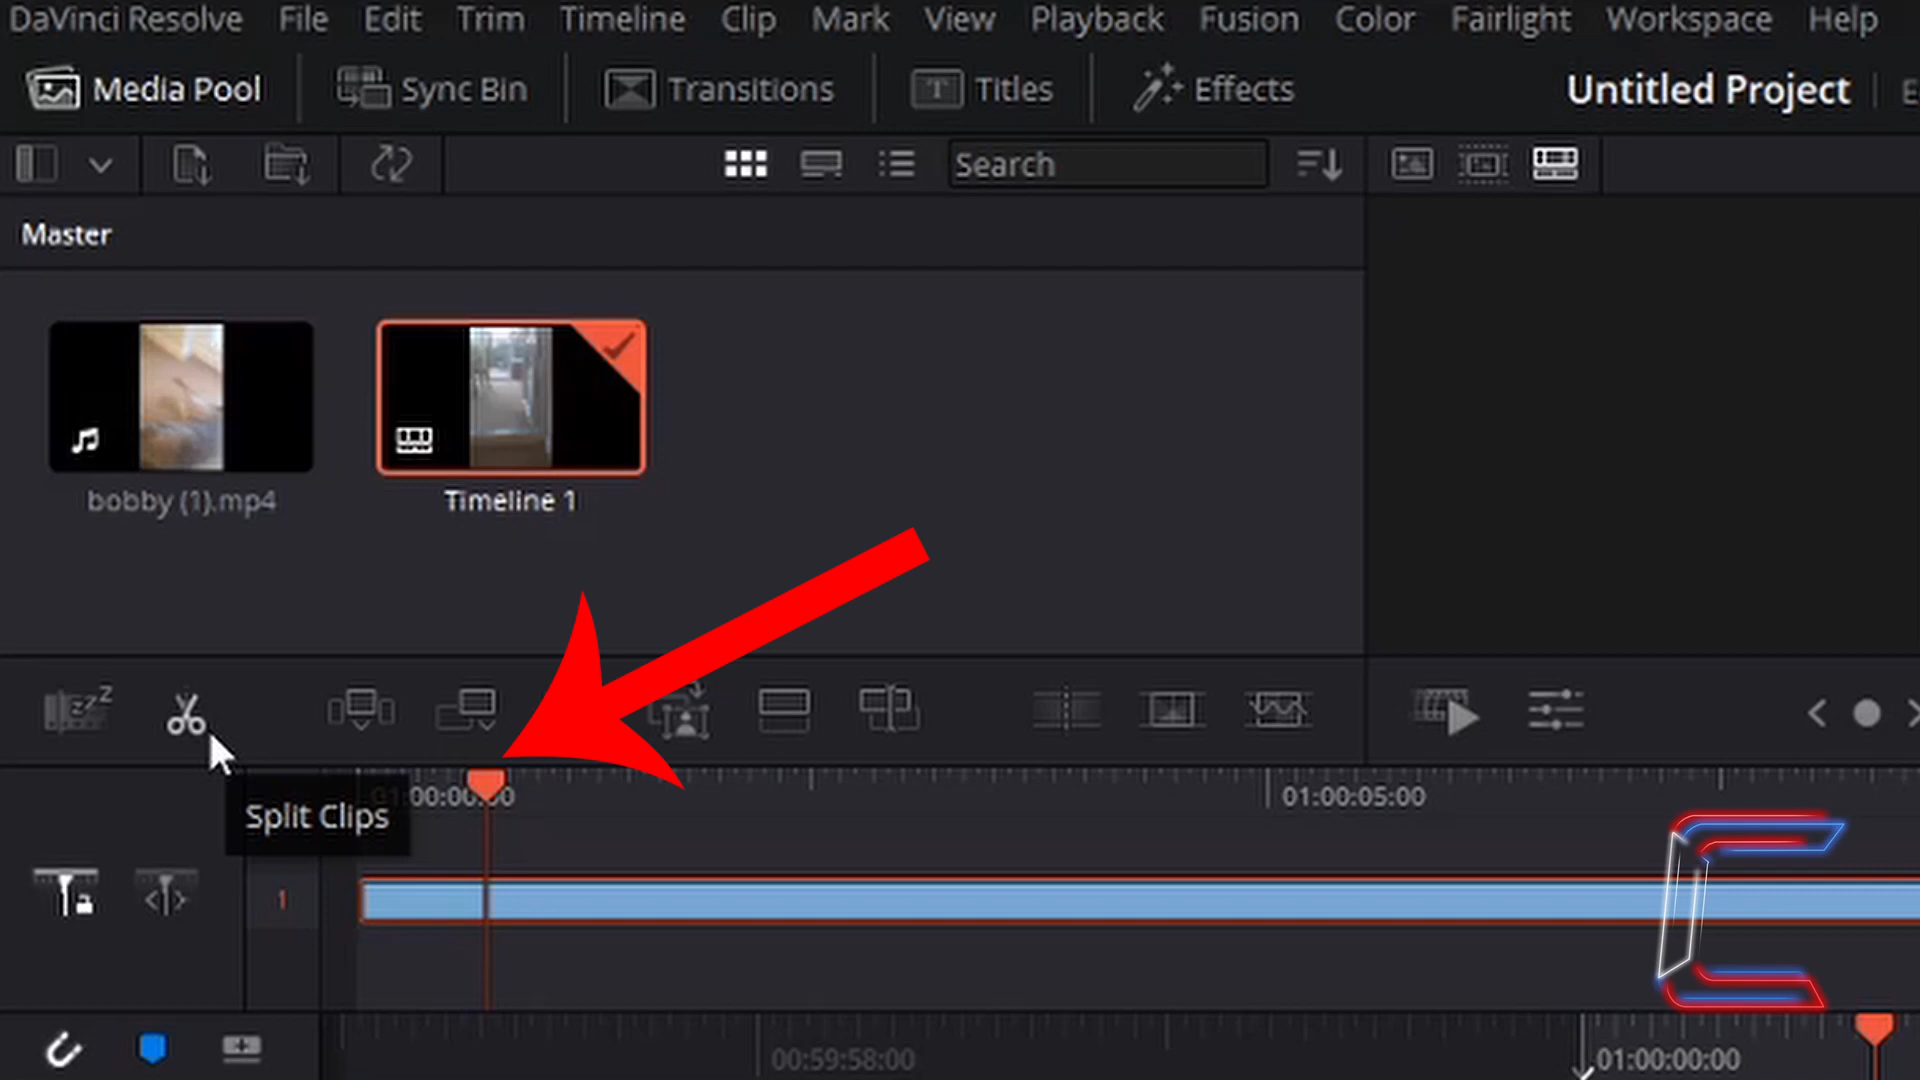 DaVinci Resolve File Edit Trim Timeline Clip Mark View Playback Fusion Color Fairlight Workspace Help
Media Pool Sync Bin Transitions Titles Effects Untitled Project
Search
Master
bobby (1).mp4 Timeline 1
zzZ
01:00:05:00
Split Clips
1
00:59:58:00 01:00:00:00